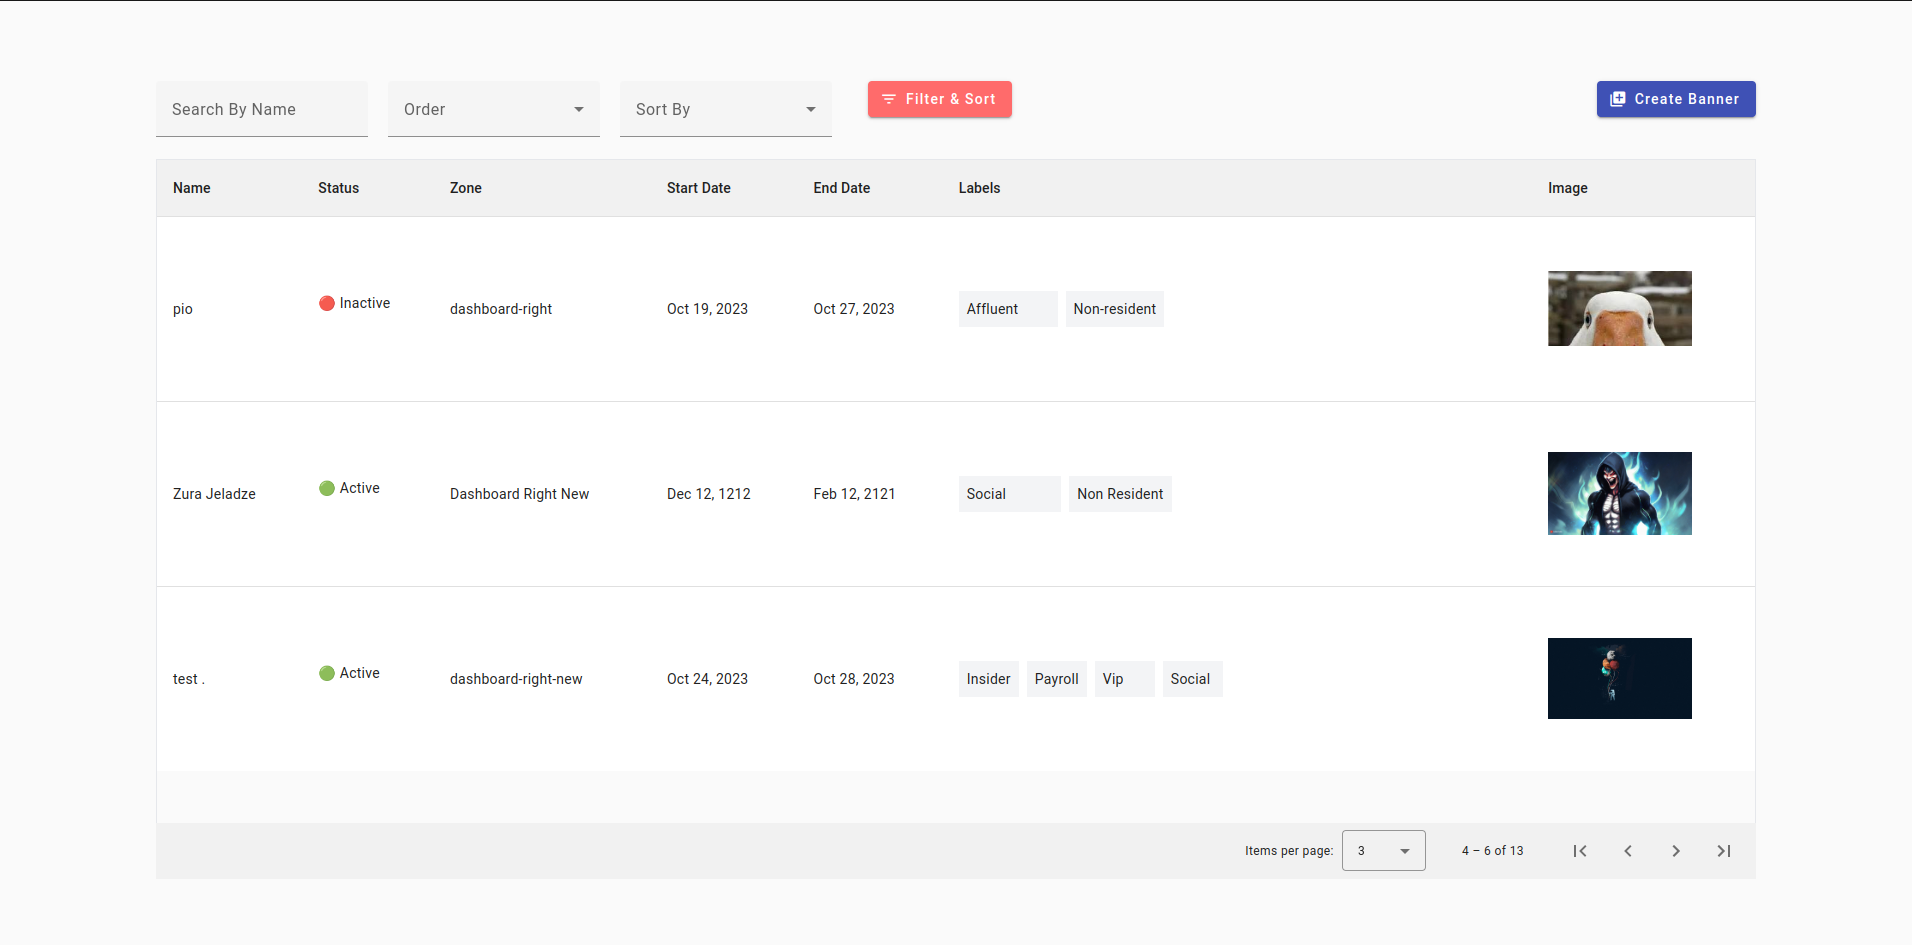 Search By Name Order Sort By Filter & Sort Create Banner
Name Status Zone Start Date End Date Labels Image
pio Inactive dashboard-right Oct 19, 2023 Oct 27, 2023 Affluent Non-resident
Zura Jeladze Active Dashboard Right New Dec 12, 1212 Feb 12, 2121 Social Non Resident
test . Active dashboard-right-new Oct 24, 2023 Oct 28, 2023 Insider Payroll Vip Social
Items per page: 3 4 – 6 of 13